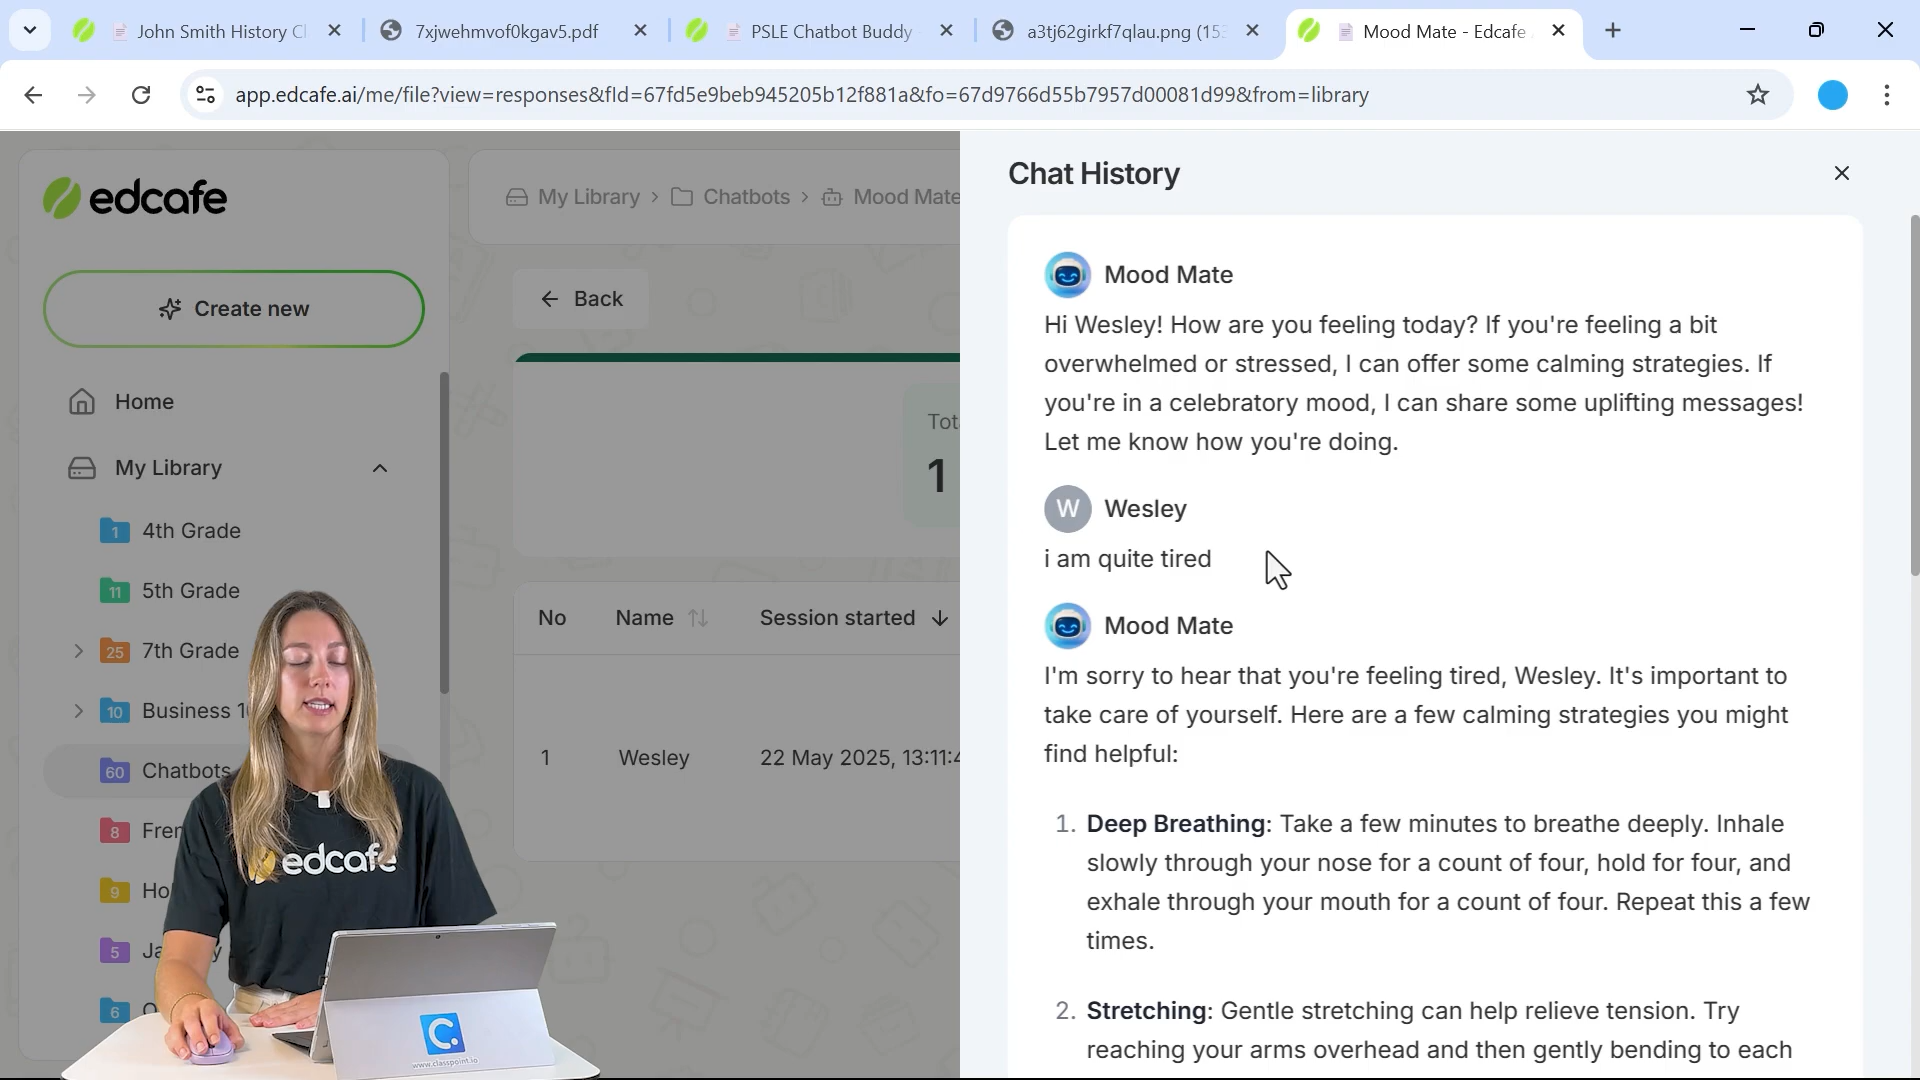 John Smith History C
7xjwehmvof0kgav5.pdf
PSLE Chatbot Buddy
a3tj62girkf7qlau.png (15
Mood Mate - Edcafe
app.edcafe.ai/me/file?view=responses&fId=67fd5e9beb945205b12f881a&fo=67d9766d55b7957d00081d99&from=library
edcafe
Create new
Home
My Library
1 4th Grade
11 5th Grade
25 7th Grade
10 Business 1
60 Chatbots
8 Fren
9 Ho
5 Ja y
6
My Library > Chatbots > Mood Mate
Back
Tot
1
No Name Session started
1 Wesley 22 May 2025, 13:11:4
edcafe
C.
www.classpoint.io
Chat History
Mood Mate
Hi Wesley! How are you feeling today? If you're feeling a bit
overwhelmed or stressed, I can offer some calming strategies. If
you're in a celebratory mood, I can share some uplifting messages!
Let me know how you're doing.
W Wesley
i am quite tired
Mood Mate
I'm sorry to hear that you're feeling tired, Wesley. It's important to
take care of yourself. Here are a few calming strategies you might
find helpful:
1. Deep Breathing: Take a few minutes to breathe deeply. Inhale
slowly through your nose for a count of four, hold for four, and
exhale through your mouth for a count of four. Repeat this a few
times.
2. Stretching: Gentle stretching can help relieve tension. Try
reaching your arms overhead and then gently bending to each